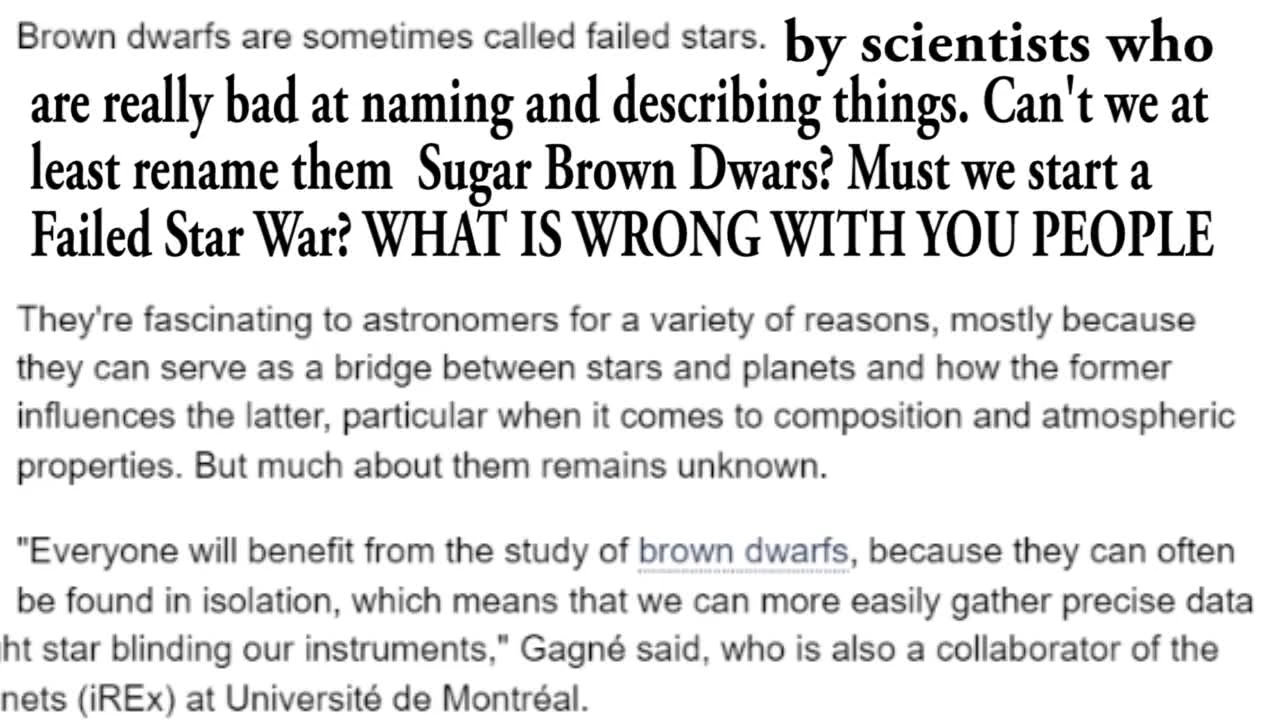 Brown dwarfs are sometimes called failed stars. by scientists who
are really bad at naming and describing things. Can't we at
least rename them Sugar Brown Dwars? Must we start a
Failed Star War? WHAT IS WRONG WITH YOU PEOPLE
They're fascinating to astronomers for a variety of reasons, mostly because
they can serve as a bridge between stars and planets and how the former
influences the latter, particular when it comes to composition and atmospheric
properties. But much about them remains unknown.
"Everyone will benefit from the study of brown dwarfs, because they can often
be found in isolation, which means that we can more easily gather precise data
ht star blinding our instruments," Gagné said, who is also a collaborator of the
nets (iREx) at Université de Montréal.